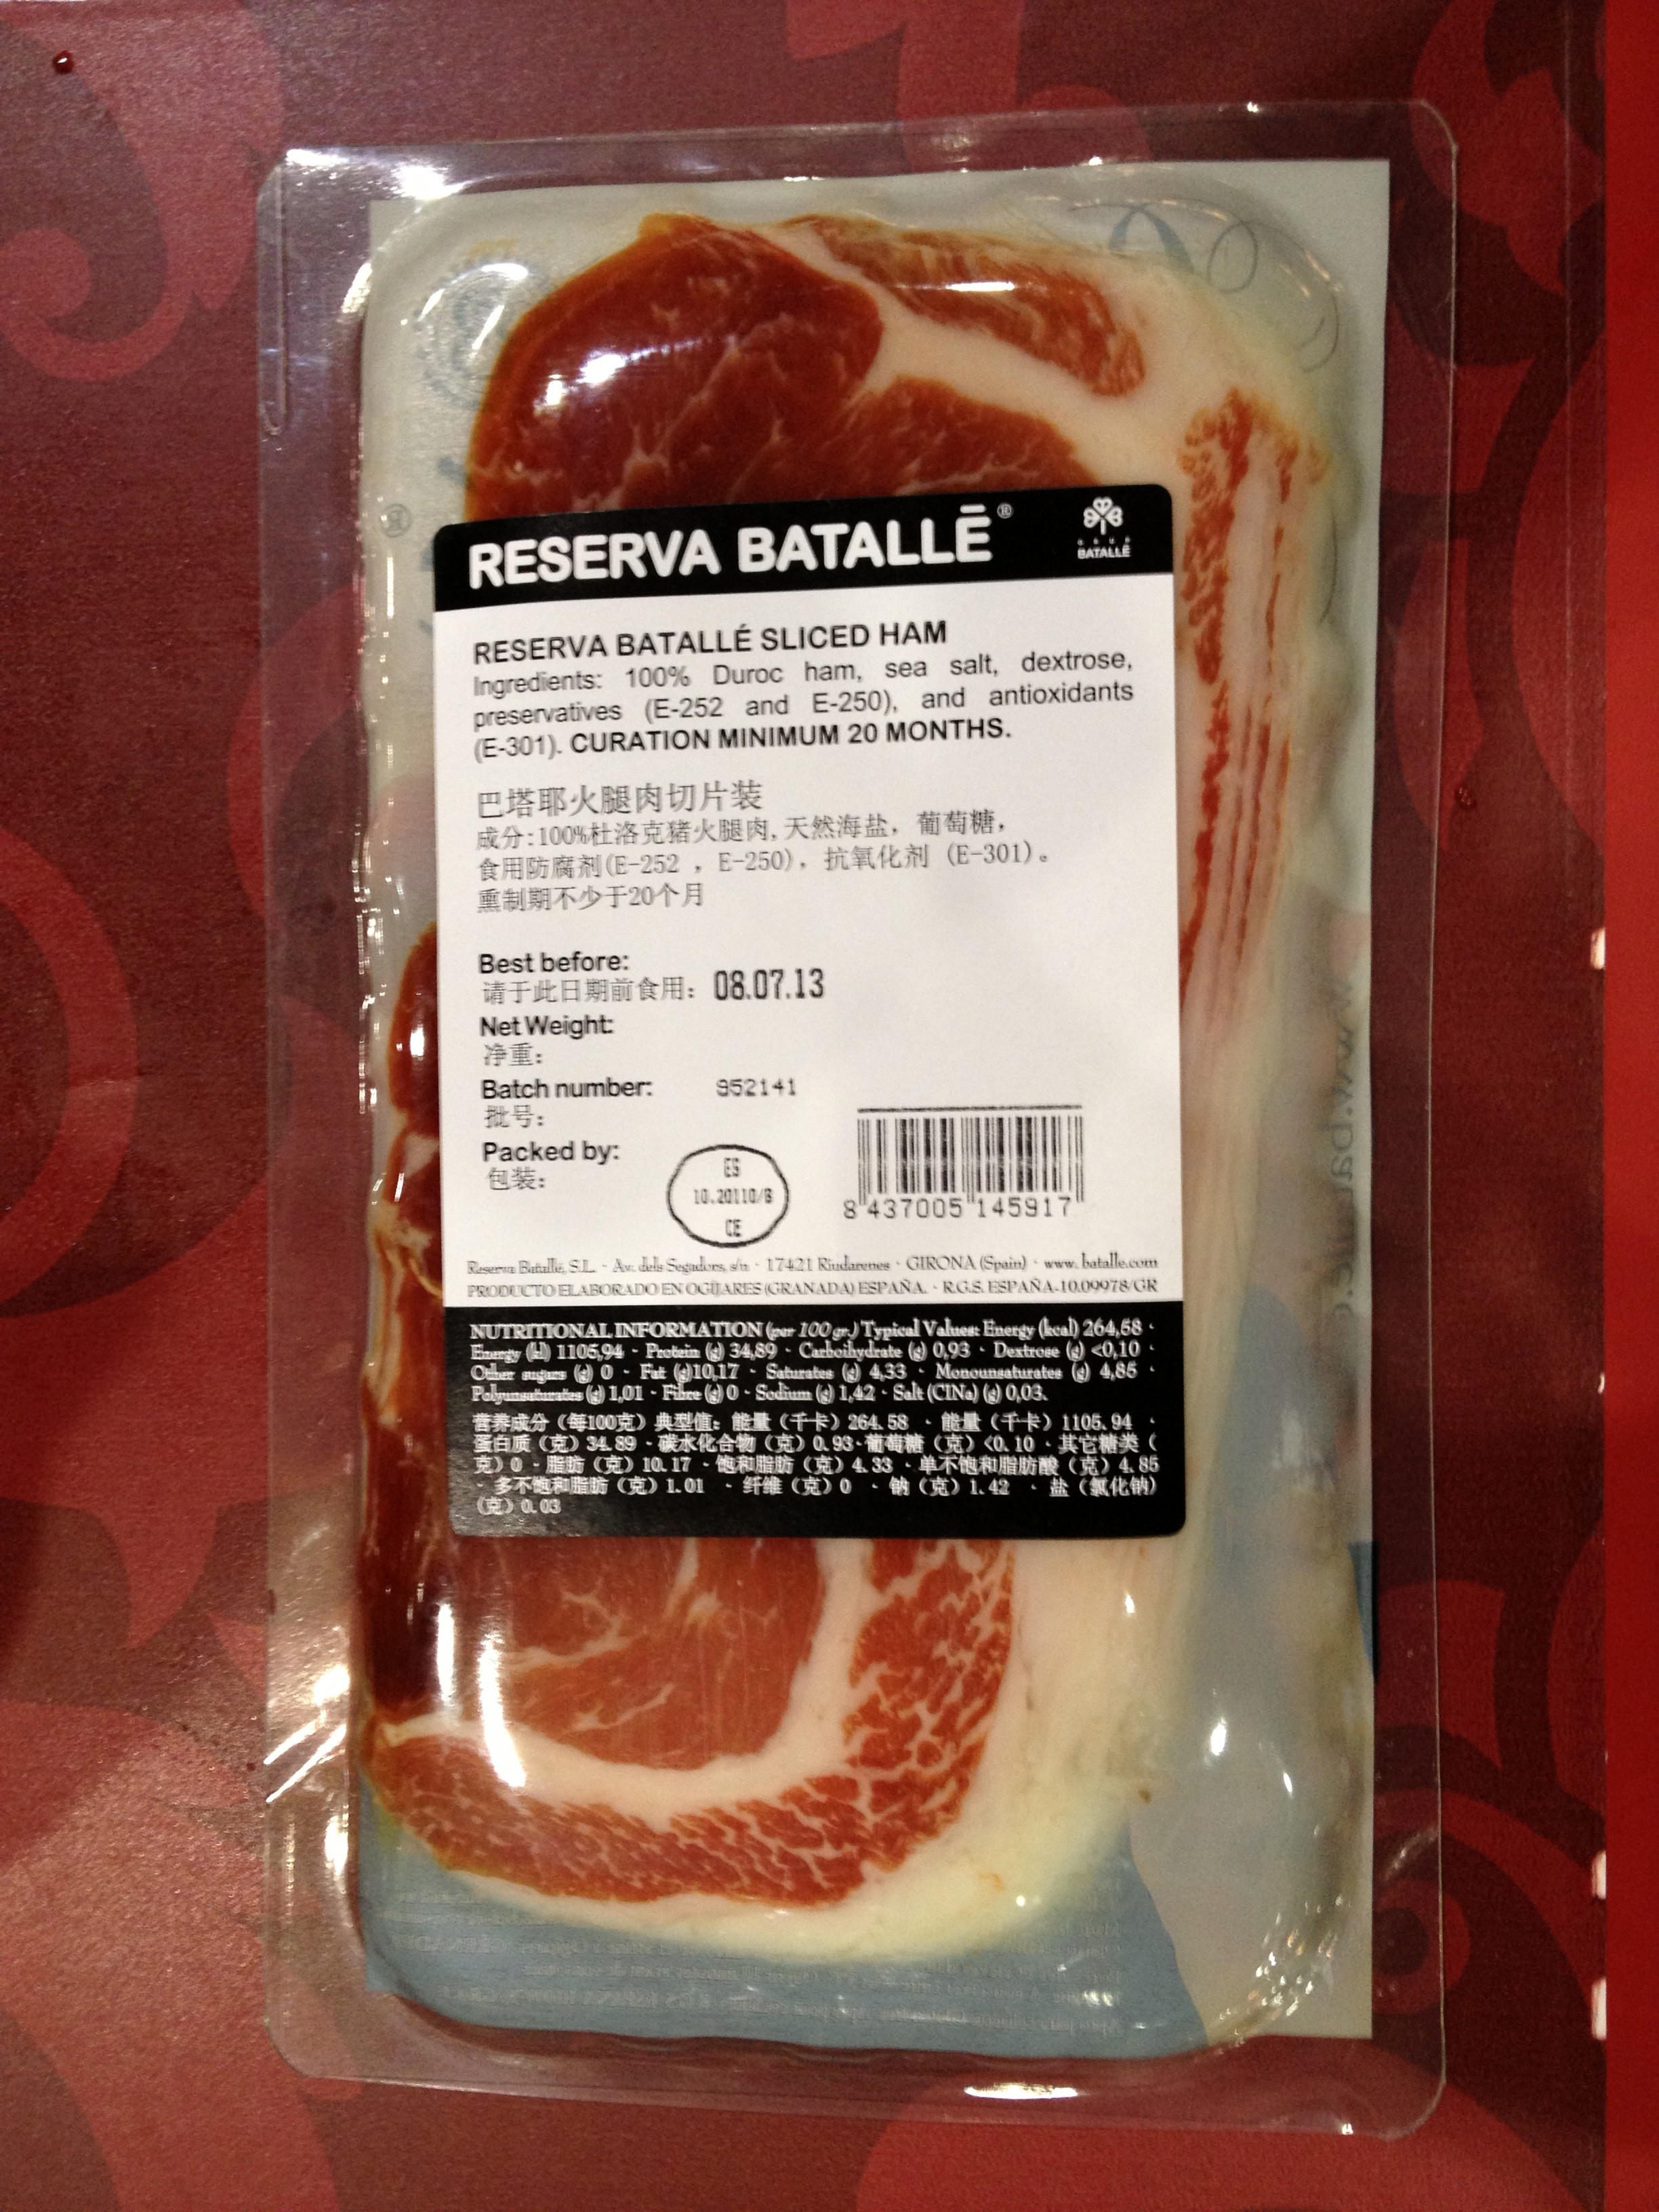 RESERVA BATALLĒ®
GRUP
BATALLĒ
RESERVA BATALLÉ SLICED HAM
Ingredients: 100% Duroc ham, sea salt, dextrose,
preservatives (E-252 and E-250), and antioxidants
(E-301). CURATION MINIMUM 20 MONTHS.
巴塔耶火腿肉切片装
成分:100%杜洛克猪火腿肉, 天然海盐，葡萄糖，
食用防腐剂(E-252 ，E-250)，抗氧化剂 (E-301)。
熏制期不少于20个月
Best before:
请于此日期前食用: 08.07.13
Net Weight:
净重:
Batch number: 952141
批号:
Packed by:
包装:
ES
10.20110/G
CE
8 437005 145917
Reserva Batallé, S.L. · Av. dels Segadors, s/n · 17421 Riudarenes · GIRONA (Spain) · www.batalle.com
PRODUCTO ELABORADO EN OGÍJARES (GRANADA) ESPAÑA. · R.G.S. ESPAÑA-10.09978/GR
NUTRITIONAL INFORMATION (per 100 gr.) Typical Values: Energy (kcal) 264,58 ·
Energy (kl) 1105,94 · Protein (g) 34,89 · Carboihydrate (g) 0,93 · Dextrose (g) <0,10 ·
Other sugars (g) 0 · Fat (g)10,17 · Saturates (g) 4,33 · Monounsaturates (g) 4,85 ·
Polyunsaturates (g) 1,01 · Fibre (g) 0 · Sodium (g) 1,42 · Salt (ClNa) (g) 0,03.
营养成分（每100克）典型值: 能量（千卡）264.58 · 能量（千卡）1105.94 ·
蛋白质（克）34.89 · 碳水化合物（克）0.93 · 葡萄糖（克）<0.10 · 其它糖类（
克）0 · 脂肪（克）10.17 · 饱和脂肪（克）4.33 · 单不饱和脂肪酸（克）4.85
· 多不饱和脂肪（克）1.01 · 纤维（克）0 · 钠（克）1.42 · 盐（氯化钠）
（克）0.03